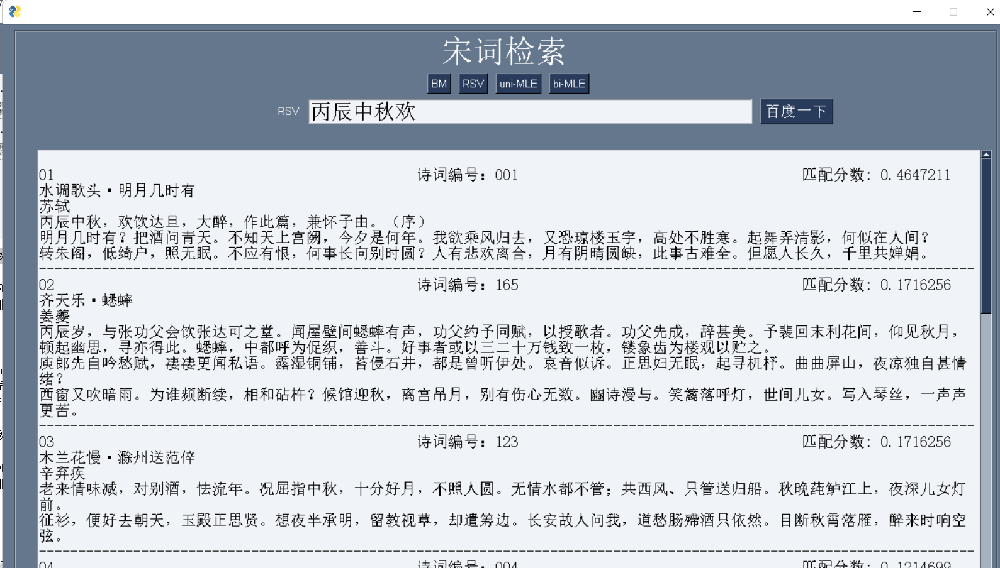 宋词检索
BM RSV uni-MLE bi-MLE
RSV 丙辰中秋欢 百度一下
01 诗词编号：001 匹配分数: 0.4647211
水调歌头·明月几时有
苏轼
丙辰中秋，欢饮达旦，大醉，作此篇，兼怀子由。（序）
明月几时有？把酒问青天。不知天上宫阙，今夕是何年。我欲乘风归去，又恐琼楼玉宇，高处不胜寒。起舞弄清影，何似在人间？
转朱阁，低绮户，照无眠。不应有恨，何事长向别时圆？人有悲欢离合，月有阴晴圆缺，此事古难全。但愿人长久，千里共婵娟。
02 诗词编号：165 匹配分数: 0.1716256
齐天乐·蟋蟀
姜夔
丙辰岁，与张功父会饮张达可之堂。闻屋壁间蟋蟀有声，功父约予同赋，以授歌者。功父先成，辞甚美。予裴回末利花间，仰见秋月，
顿起幽思，寻亦得此。蟋蟀，中都呼为促织，善斗。好事者或以三二十万钱致一枚，镂象齿为楼观以贮之。
庾郎先自吟愁赋，凄凄更闻私语。露湿铜铺，苔侵石井，都是曾听伊处。哀音似诉。正思妇无眠，起寻机杼。曲曲屏山，夜凉独自甚情
绪？
西窗又吹暗雨。为谁频断续，相和砧杵？候馆迎秋，离宫吊月，别有伤心无数。豳诗漫与。笑篱落呼灯，世间儿女。写入琴丝，一声声
更苦。
03 诗词编号：123 匹配分数: 0.1716256
木兰花慢·滁州送范倅
辛弃疾
老来情味减，对别酒，怯流年。况屈指中秋，十分好月，不照人圆。无情水都不管；共西风、只管送归船。秋晚莼鲈江上，夜深儿女灯
前。
征衫，便好去朝天，玉殿正思贤。想夜半承明，留教视草，却遣筹边。长安故人问我，道愁肠殢酒只依然。目断秋霄落雁，醉来时响空
弦。
04 诗词编号：004 匹配分数: 0.1214699